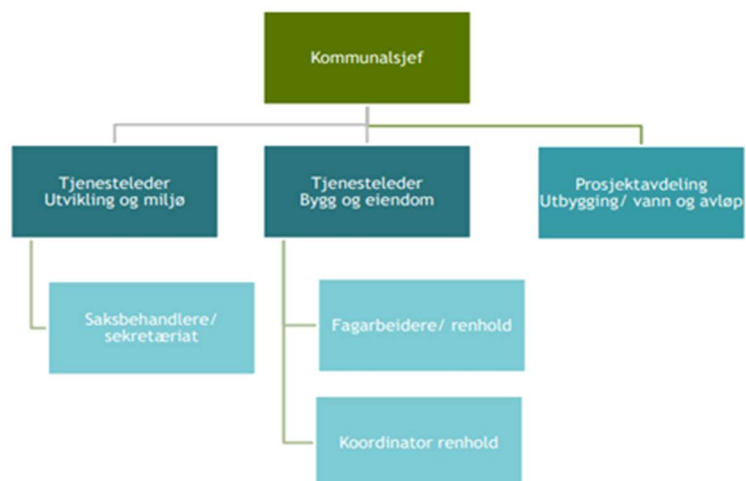 Kommunalsjef
Tjenesteleder
Utvikling og miljø
Tjenesteleder
Bygg og eiendom
Prosjektavdeling
Utbygging/ vann og avløp
Saksbehandlere/
sekretæriat
Fagarbeidere/ renhold
Koordinator renhold